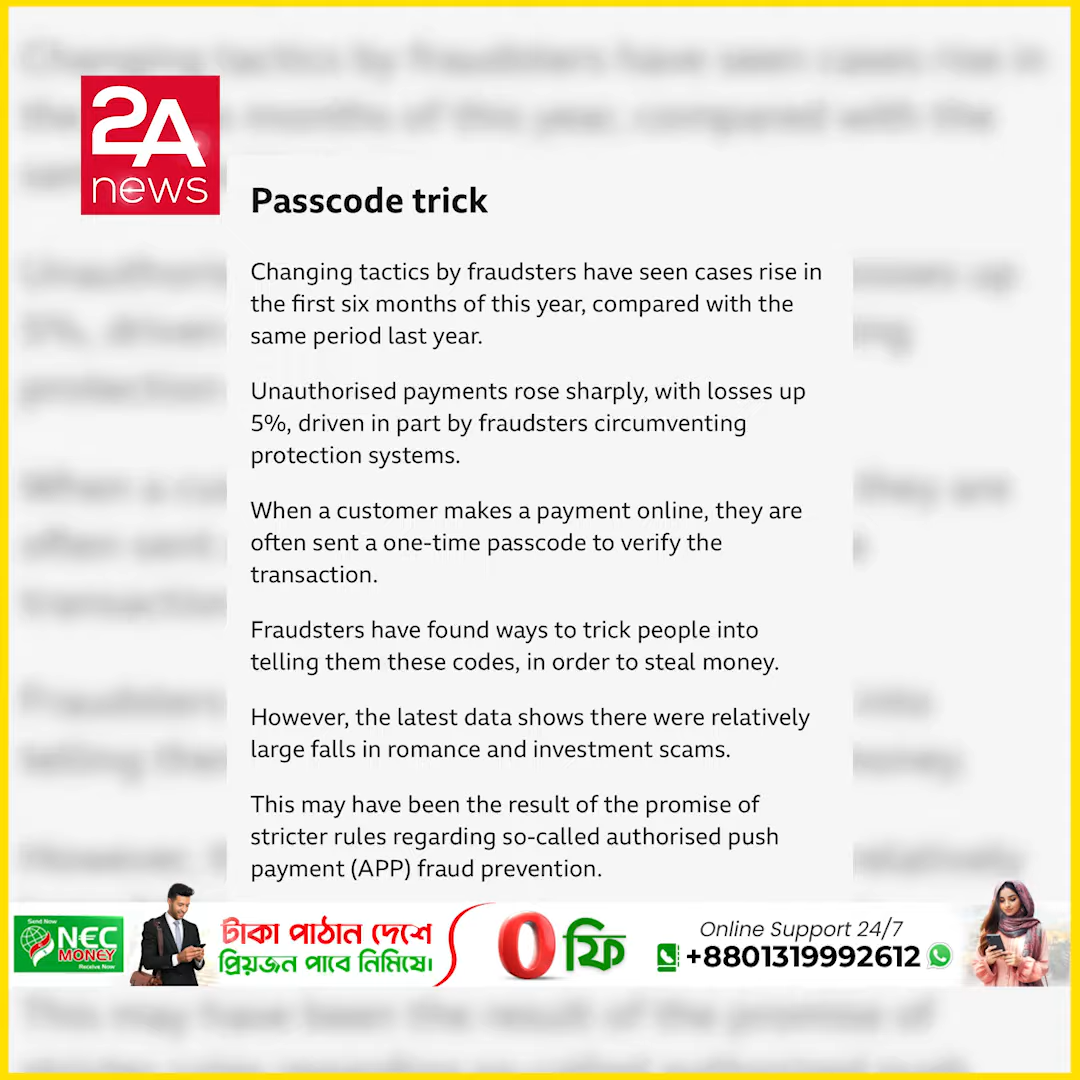 2A
news
Passcode trick
Changing tactics by fraudsters have seen cases rise in
the first six months of this year, compared with the
same period last year.
Unauthorised payments rose sharply, with losses up
5%, driven in part by fraudsters circumventing
protection systems.
When a customer makes a payment online, they are
often sent a one-time passcode to verify the
transaction.
Fraudsters have found ways to trick people into
telling them these codes, in order to steal money.
However, the latest data shows there were relatively
large falls in romance and investment scams.
This may have been the result of the promise of
stricter rules regarding so-called authorised push
payment (APP) fraud prevention.
Send Now
NEC
MONEY
Receive Now
টাকা পাঠান দেশে
প্রিয়জন পাবে নিমিষে।
0 ফি
Online Support 24/7
+8801319992612